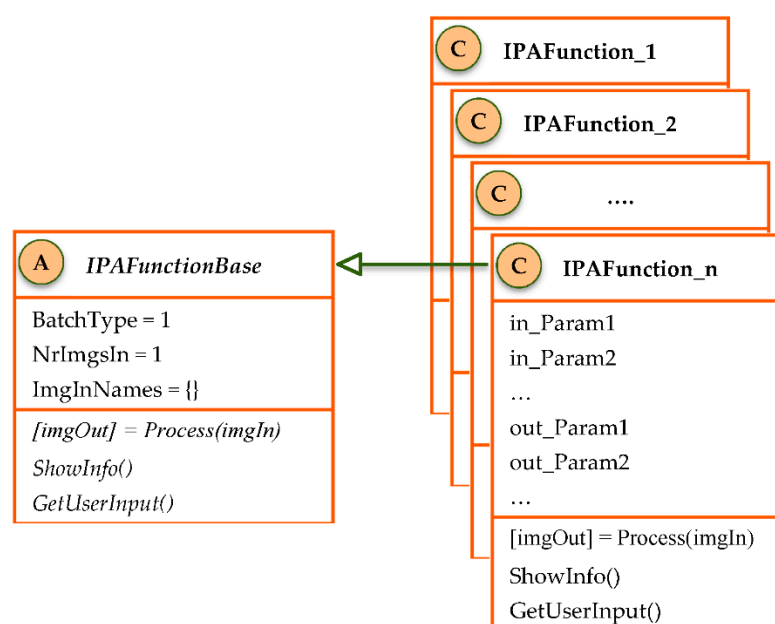 C IPAFunction_1
C IPAFunction_2
C ....
A IPAFunctionBase
BatchType = 1
NrImgsIn = 1
ImgInNames = {}
[imgOut] = Process(imgIn)
ShowInfo()
GetUserInput()
C IPAFunction_n
in_Param1
in_Param2
...
out_Param1
out_Param2
...
[imgOut] = Process(imgIn)
ShowInfo()
GetUserInput()